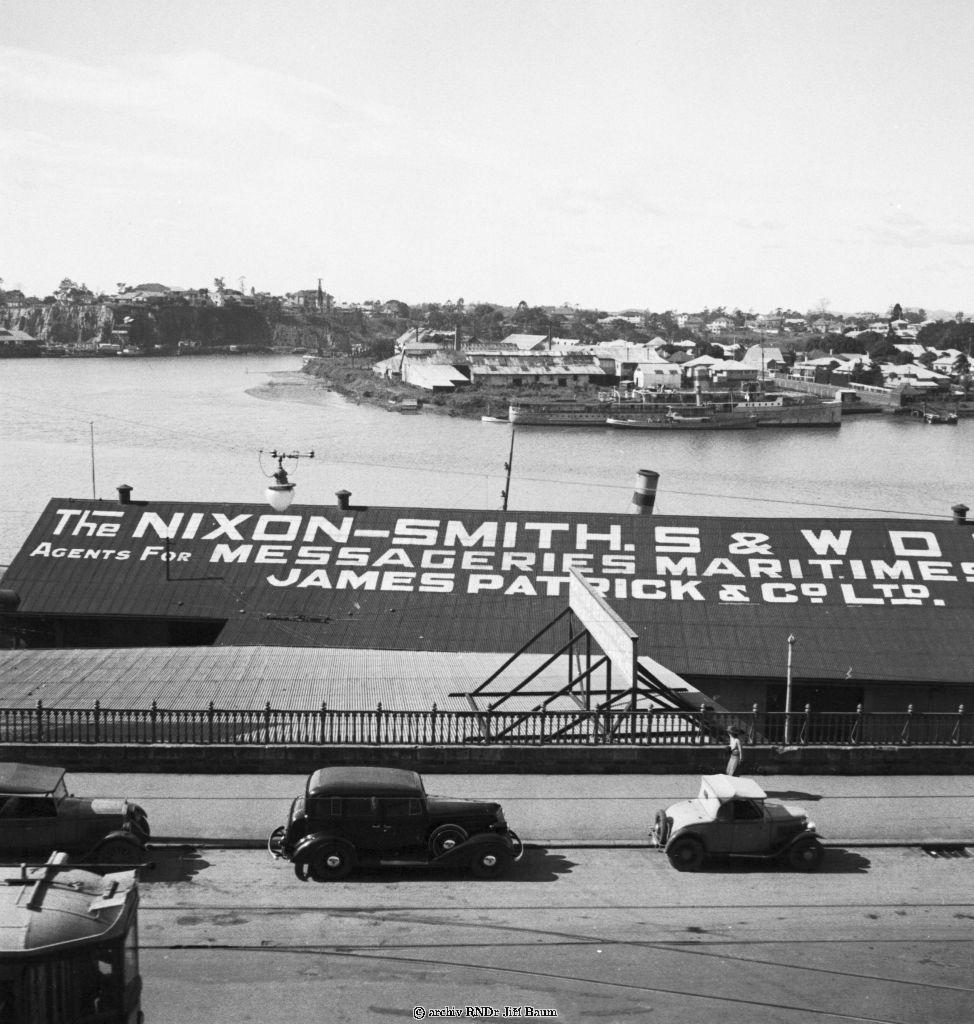 The NIXON-SMITH. S & W D
AGENTS FOR MESSAGERIES MARITIMES
JAMES PATRICK & Co. LTD.
© archiv RNDr. Jiří Baum